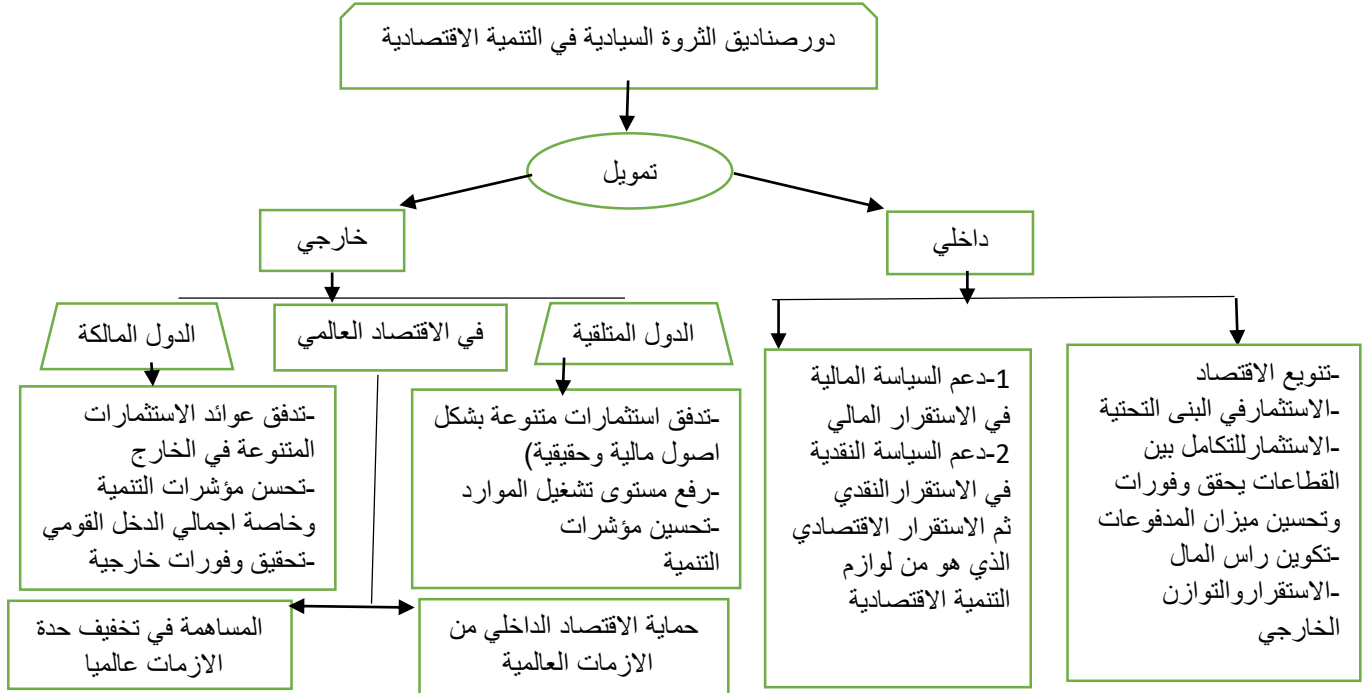 دورصناديق الثروة السيادية في التنمية الاقتصادية
تمويل
داخلي
خارجي
-تنويع الاقتصاد
-الاستثمارفي البنى التحتية
-الاستثمارللتكامل بين
القطاعات يحقق وفورات
وتحسين ميزان المدفوعات
-تكوين راس المال
-الاستقراروالتوازن
الخارجي
1-دعم السياسة المالية
في الاستقرار المالي
2-دعم السياسة النقدية
في الاستقرارالنقدي
ثم الاستقرار الاقتصادي
الذي هو من لوازم
التنمية الاقتصادية
الدول المتلقية
في الاقتصاد العالمي
الدول المالكة
-تدفق استثمارات متنوعة بشكل
اصول مالية وحقيقية)
-رفع مستوى تشغيل الموارد
-تحسين مؤشرات
التنمية
-تدفق عوائد الاستثمارات
المتنوعة في الخارج
-تحسن مؤشرات التنمية
وخاصة اجمالي الدخل القومي
-تحقيق وفورات خارجية
حماية الاقتصاد الداخلي من
الازمات العالمية
المساهمة في تخفيف حدة
الازمات عالميا